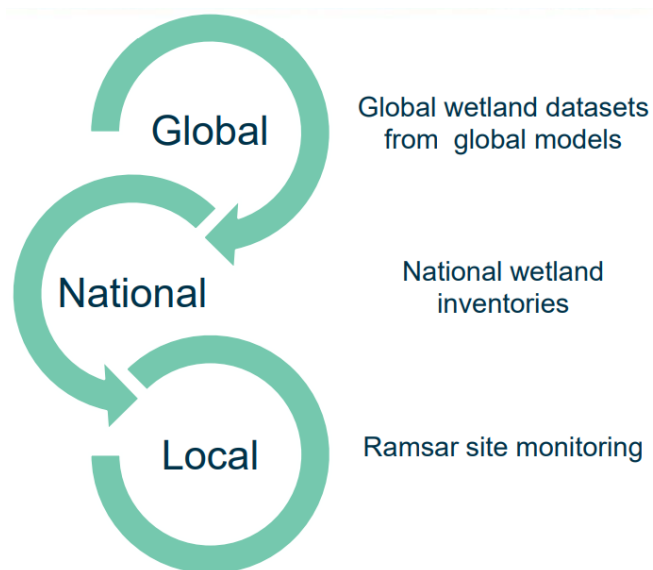 Global
Global wetland datasets
from global models
National
National wetland
inventories
Local
Ramsar site monitoring